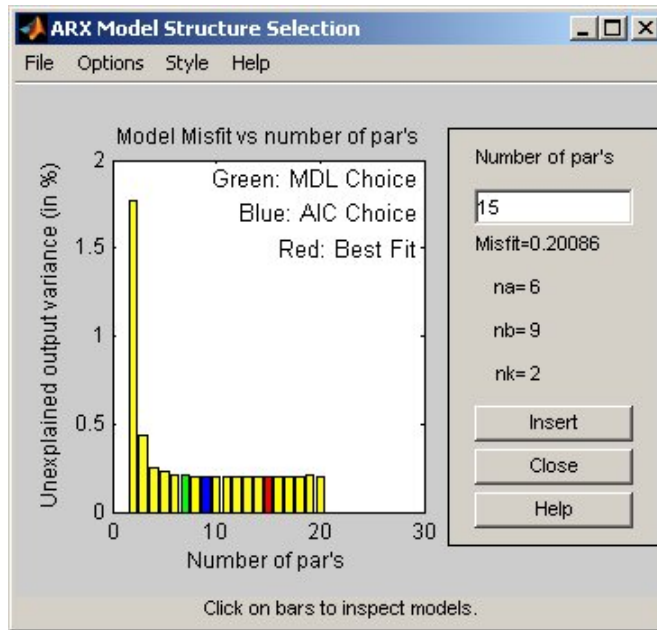 ARX Model Structure Selection
File Options Style Help
Model Misfit vs number of par's
Unexplained output variance (in %)
2
1.5
1
0.5
0
Green: MDL Choice
Blue: AIC Choice
Red: Best Fit
0 10 20 30
Number of par's
Number of par's
15
Misfit=0.20086
na= 6
nb= 9
nk= 2
Insert
Close
Help
Click on bars to inspect models.